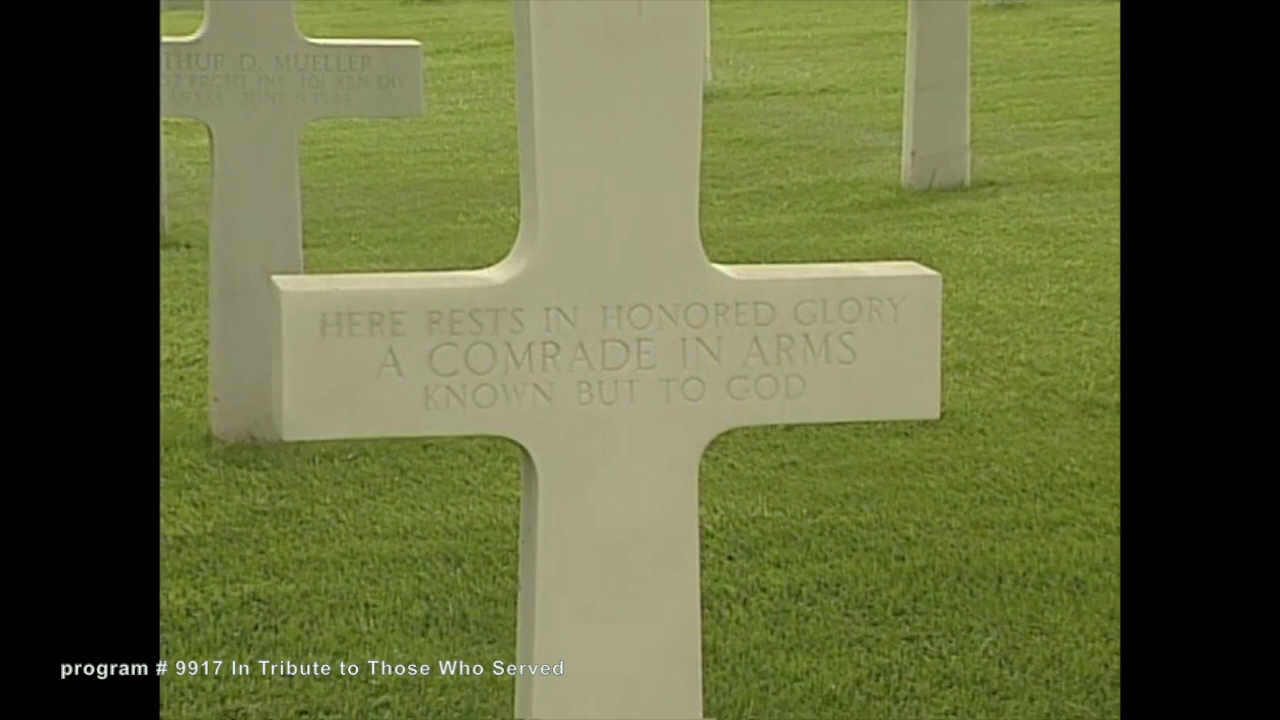 D. MUELLER
HERE RESTS IN HONORED GLORY
A COMRADE IN ARMS
KNOWN BUT TO GOD
program # 9917 In Tribute to Those Who Served